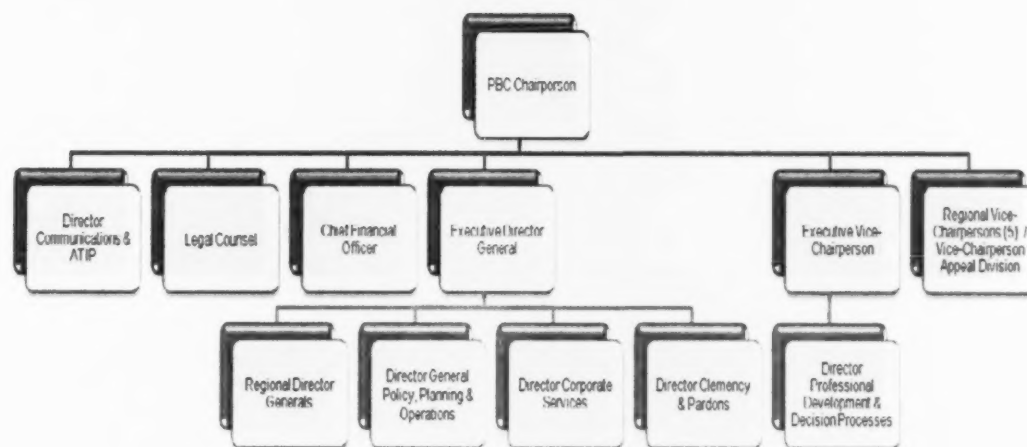 PBC Chairperson
Director
Communications &
ATIP
Legal Counsel
Chief Financial
Officer
Executive Director
General
Executive Vice-
Chairperson
Regional Vice-
Chairpersons (5) /
Vice-Chairperson
Appeal Division
Regional Director
Generals
Director General
Policy, Planning &
Operations
Director Corporate
Services
Director Clemency
& Pardons
Director
Professional
Development &
Decision Processes